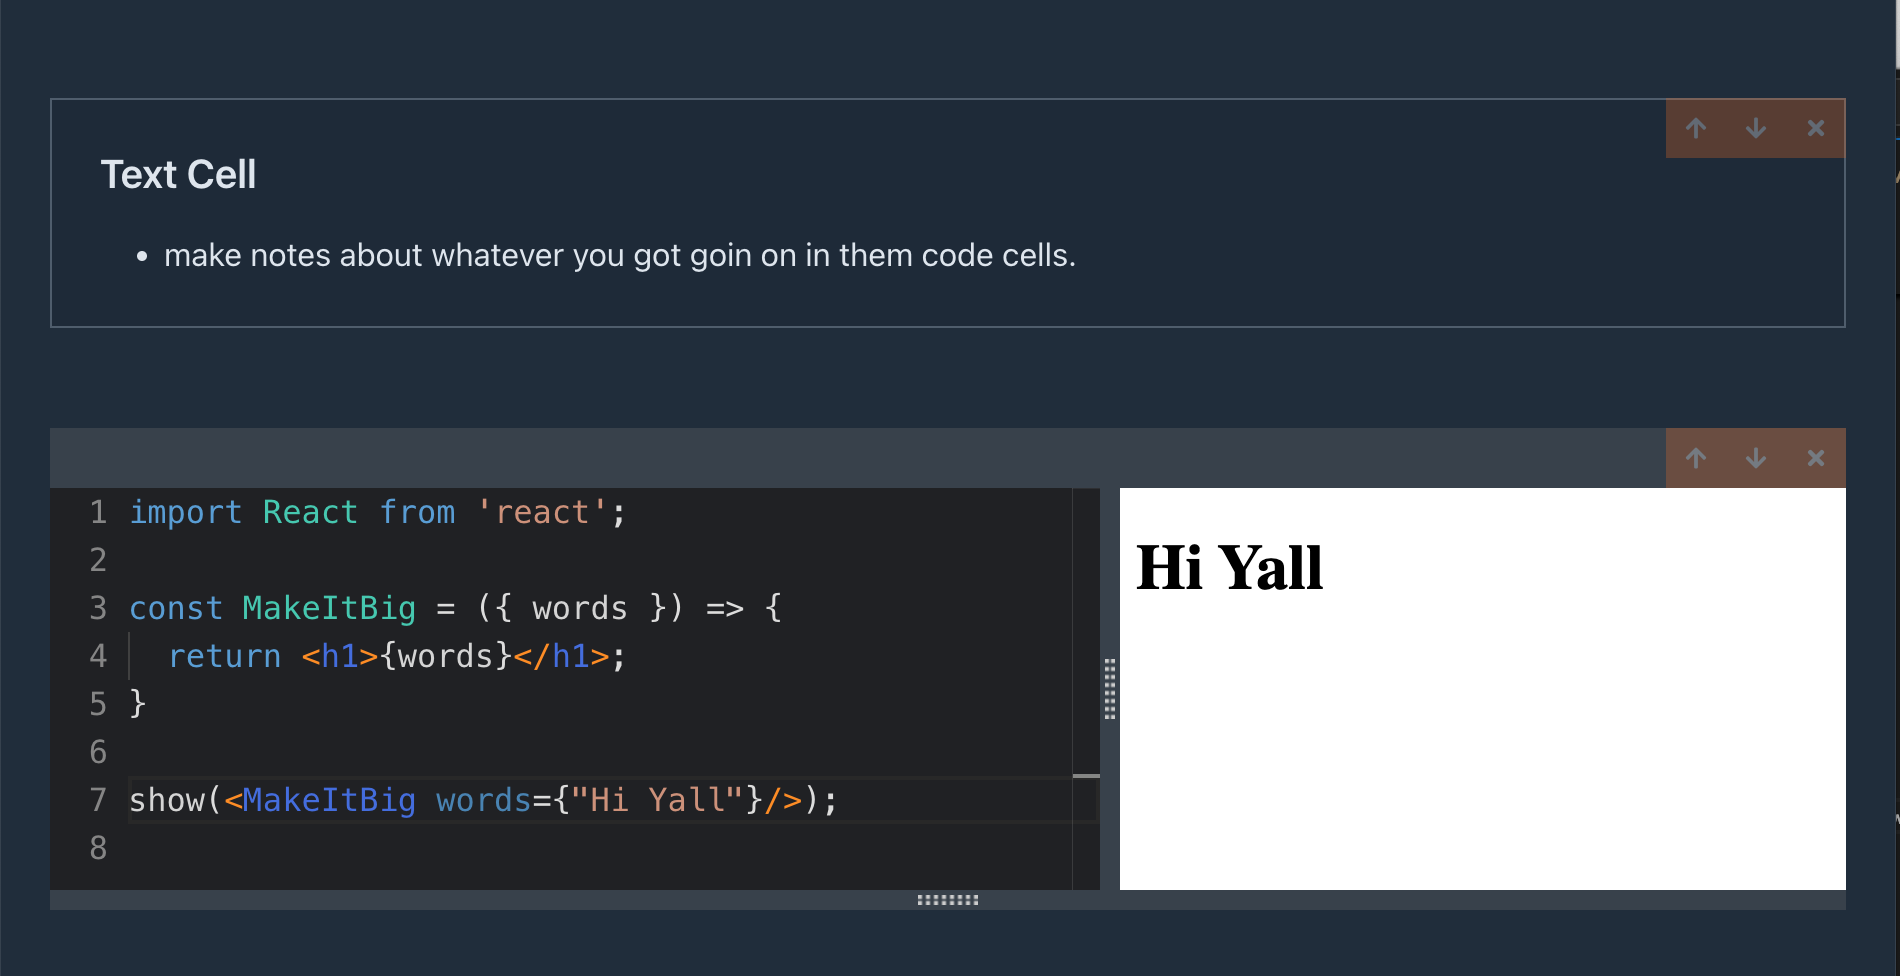 Text Cell
• make notes about whatever you got goin on in them code cells.
1 import React from 'react';
2
3 const MakeItBig = ({ words }) => {
4   return <h1>{words}</h1>;
5 }
6
7 show(<MakeItBig words={"Hi Yall"}/>);
8
Hi Yall